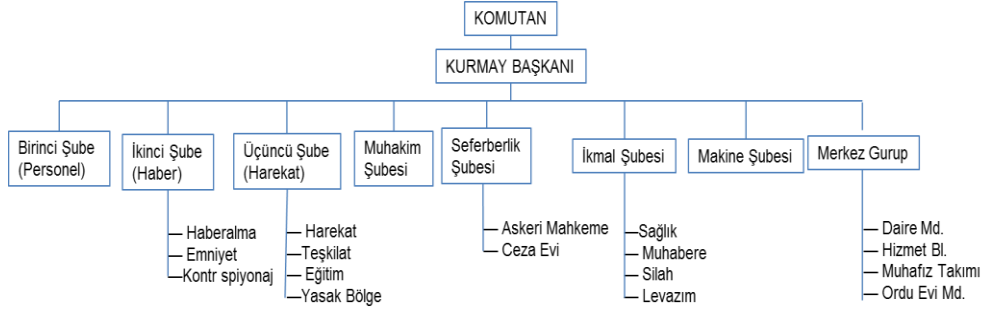 KOMUTAN
KURMAY BAŞKANI
Birinci Şube
(Personel)
İkinci Şube
(Haber)
Üçüncü Şube
(Harekat)
Muhakim
Şubesi
Seferberlik
Şubesi
İkmal Şubesi
Makine Şubesi
Merkez Gurup
Haberalma
Emniyet
Kontr spiyonaj
Harekat
Teşkilat
Eğitim
Yasak Bölge
Askeri Mahkeme
Ceza Evi
Sağlık
Muhabere
Silah
Levazım
Daire Md.
Hizmet Bl.
Muhafız Takımı
Ordu Evi Md.